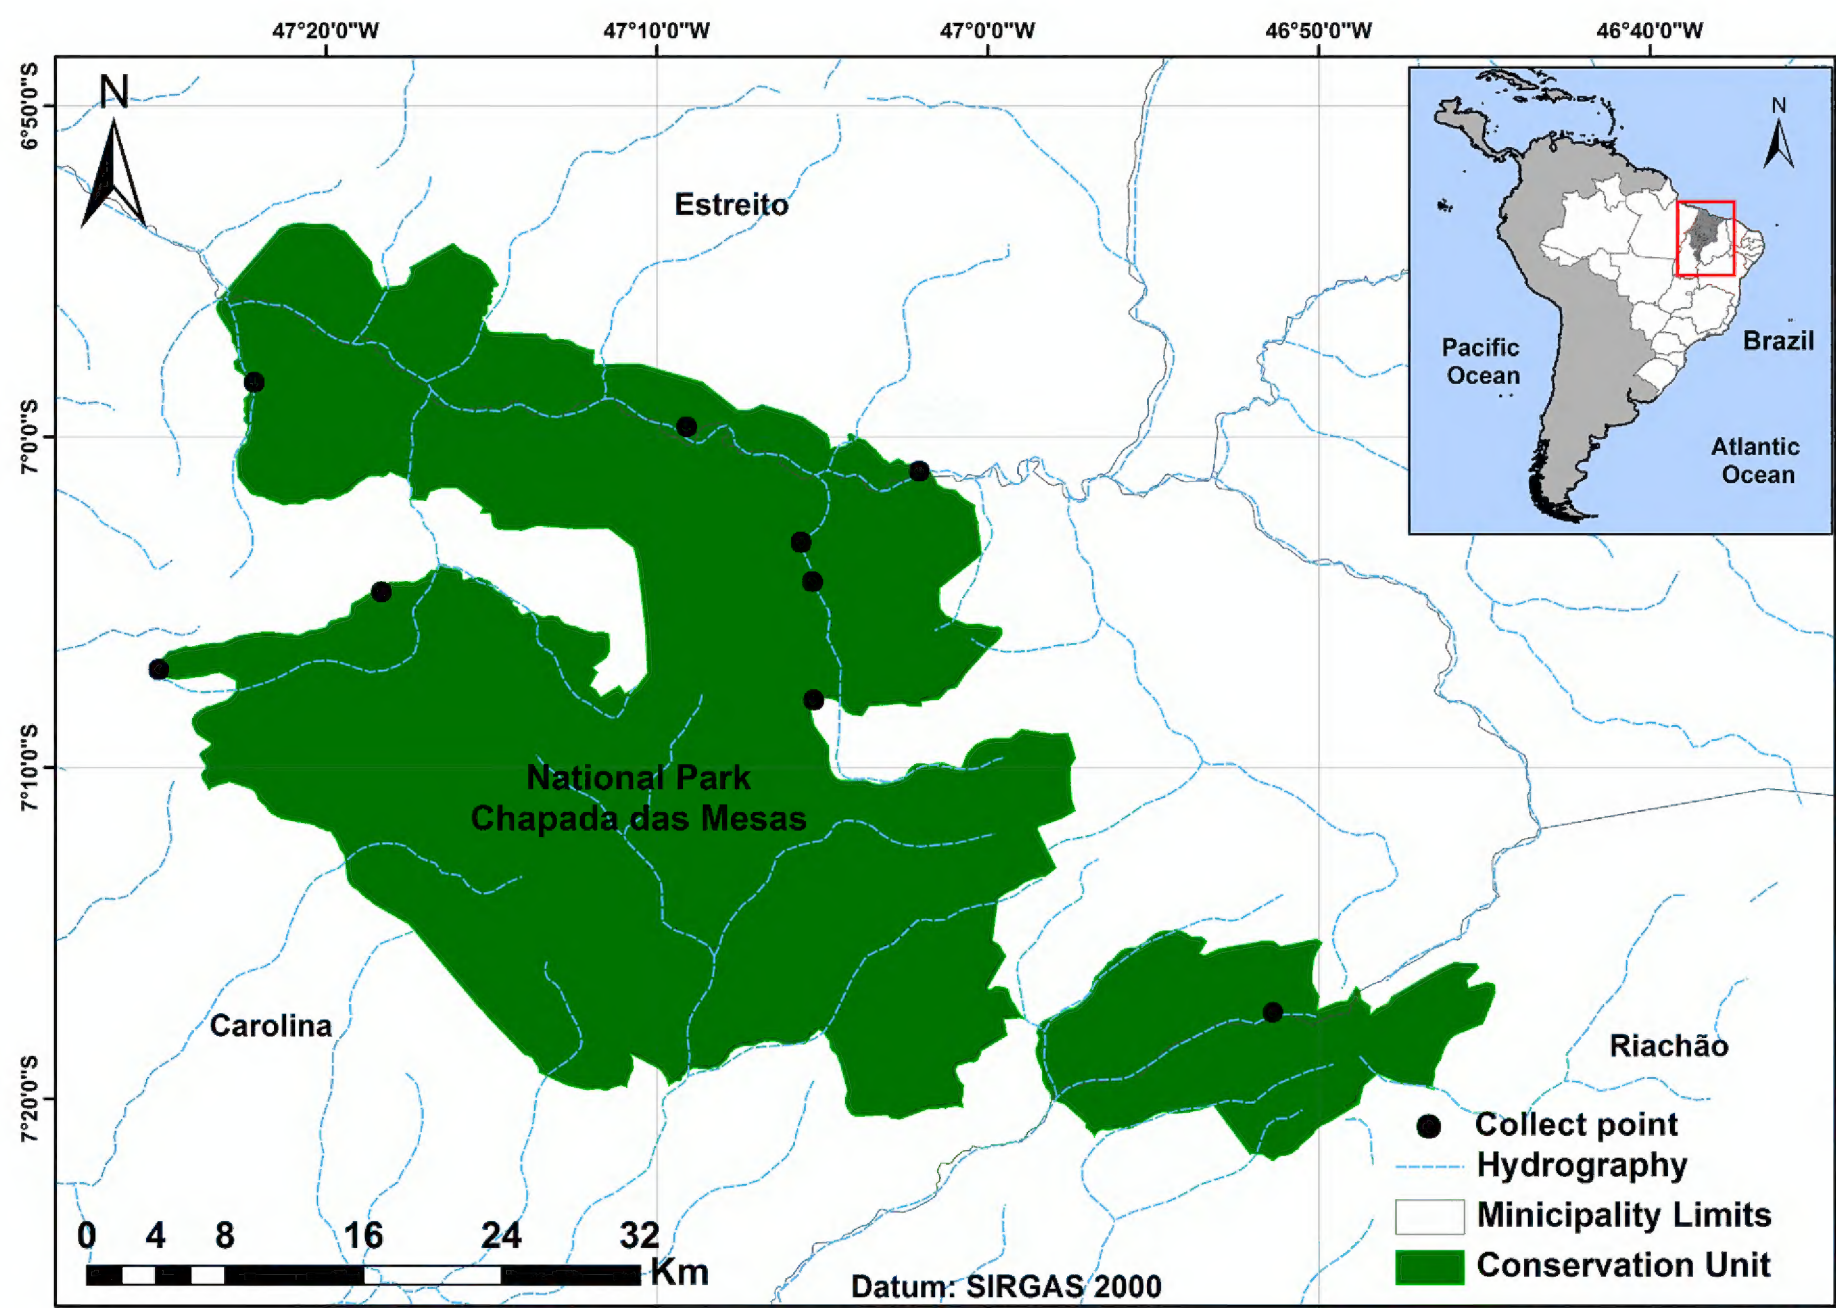 47°20'0"W
47°10'0"W
47°0'0"W
46°50'0"W
46°40'0"W
6°50'0"S
7°0'0"S
7°10'0"S
7°20'0"S
N
Estreito
N
Pacific
Ocean
Brazil
Atlantic
Ocean
National Park
Chapada das Mesas
Carolina
Riachão
Collect point
Hydrography
Minicipality Limits
Conservation Unit
0 4 8 16 24 32
Km
Datum: SIRGAS 2000